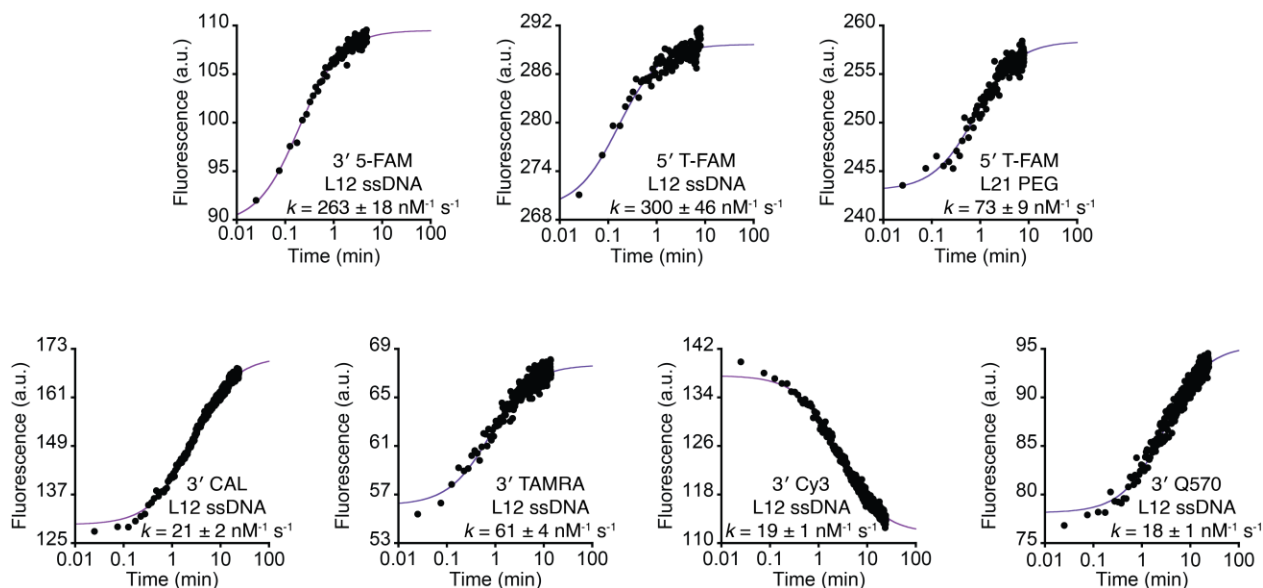 110
105
100
95
90
Fluorescence (a.u.)
3′ 5-FAM
L12 ssDNA
k = 263 ± 18 nM⁻¹ s⁻¹
0.01 0.1 1 10 100
Time (min)
292
286
280
274
268
Fluorescence (a.u.)
5′ T-FAM
L12 ssDNA
k = 300 ± 46 nM⁻¹ s⁻¹
0.01 0.1 1 10 100
Time (min)
260
255
250
245
240
Fluorescence (a.u.)
5′ T-FAM
L21 PEG
k = 73 ± 9 nM⁻¹ s⁻¹
0.01 0.1 1 10 100
Time (min)
173
161
149
137
125
Fluorescence (a.u.)
3′ CAL
L12 ssDNA
k = 21 ± 2 nM⁻¹ s⁻¹
0.01 0.1 1 10 100
Time (min)
69
65
61
57
53
Fluorescence (a.u.)
3′ TAMRA
L12 ssDNA
k = 61 ± 4 nM⁻¹ s⁻¹
0.01 0.1 1 10 100
Time (min)
142
134
126
118
110
Fluorescence (a.u.)
3′ Cy3
L12 ssDNA
k = 19 ± 1 nM⁻¹ s⁻¹
0.01 0.1 1 10 100
Time (min)
95
90
85
80
75
Fluorescence (a.u.)
3′ Q570
L12 ssDNA
k = 18 ± 1 nM⁻¹ s⁻¹
0.01 0.1 1 10 100
Time (min)